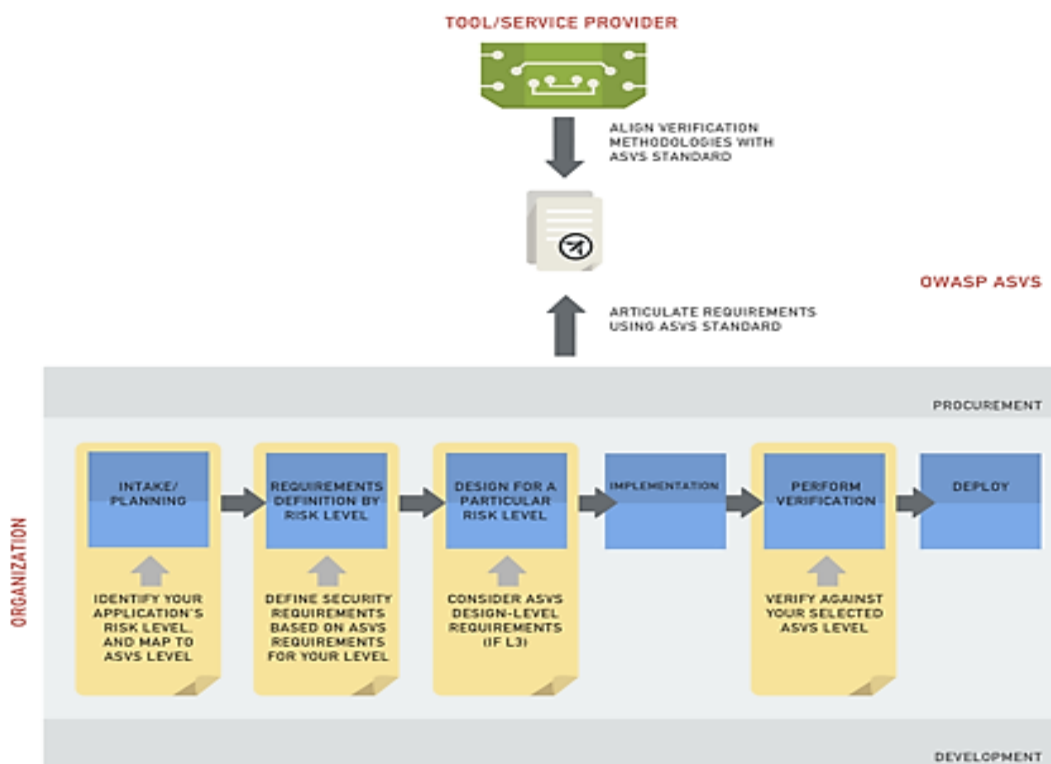 TOOL/SERVICE PROVIDER
ALIGN VERIFICATION
METHODOLOGIES WITH
ASVS STANDARD
OWASP ASVS
ARTICULATE REQUIREMENTS
USING ASVS STANDARD
PROCUREMENT
ORGANIZATION
INTAKE/
PLANNING
IDENTIFY YOUR
APPLICATION'S
RISK LEVEL,
AND MAP TO
ASVS LEVEL
REQUIREMENTS
DEFINITION BY
RISK LEVEL
DEFINE SECURITY
REQUIREMENTS
BASED ON ASVS
REQUIREMENTS
FOR YOUR LEVEL
DESIGN FOR A
PARTICULAR
RISK LEVEL
CONSIDER ASVS
DESIGN-LEVEL
REQUIREMENTS
(IF L3)
IMPLEMENTATION
PERFORM
VERIFICATION
VERIFY AGAINST
YOUR SELECTED
ASVS LEVEL
DEPLOY
DEVELOPMENT